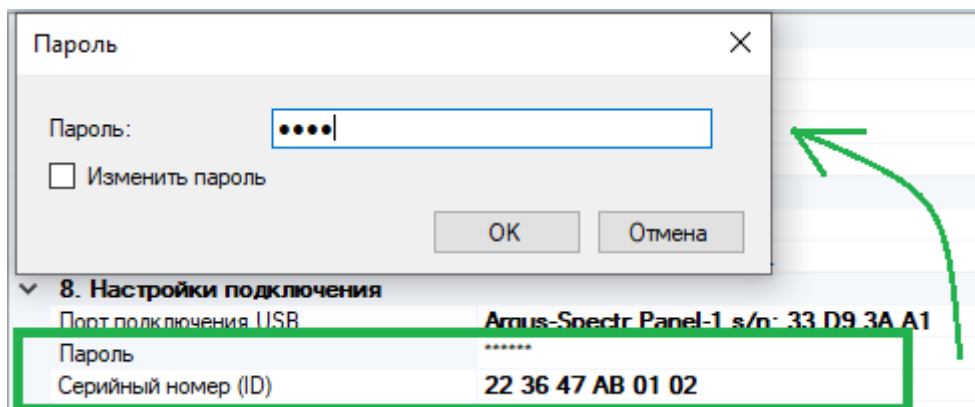 Пароль
Пароль: ••••
Изменить пароль
OK Отмена
8. Настройки подключения
Порт подключения USB Argus-Spectr Panel-1 s/n: 33 D9 3A A1
Пароль ******
Серийный номер (ID) 22 36 47 AB 01 02